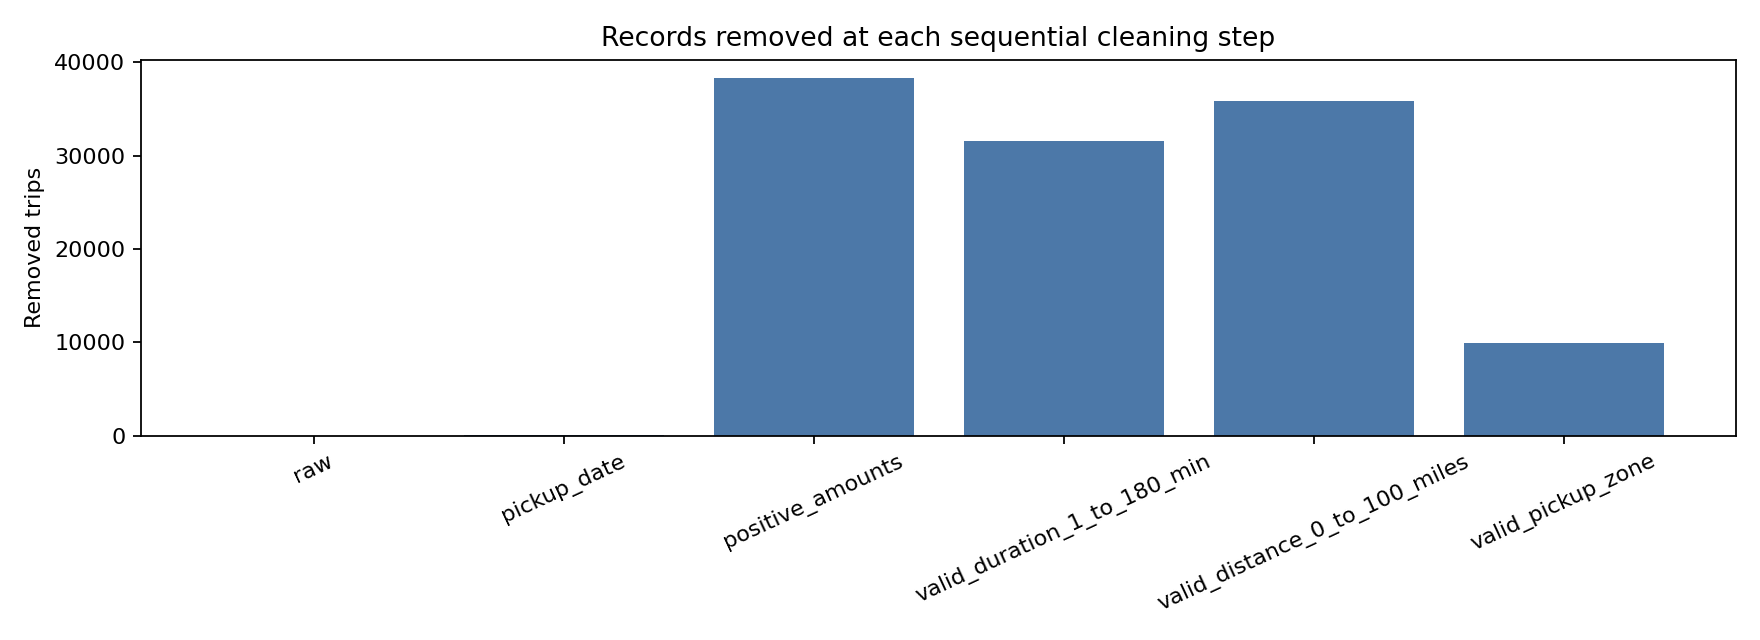 Records removed at each sequential cleaning step
Removed trips
40000
30000
20000
10000
0
raw
pickup_date
positive_amounts
valid_duration_1_to_180_min
valid_distance_0_to_100_miles
valid_pickup_zone